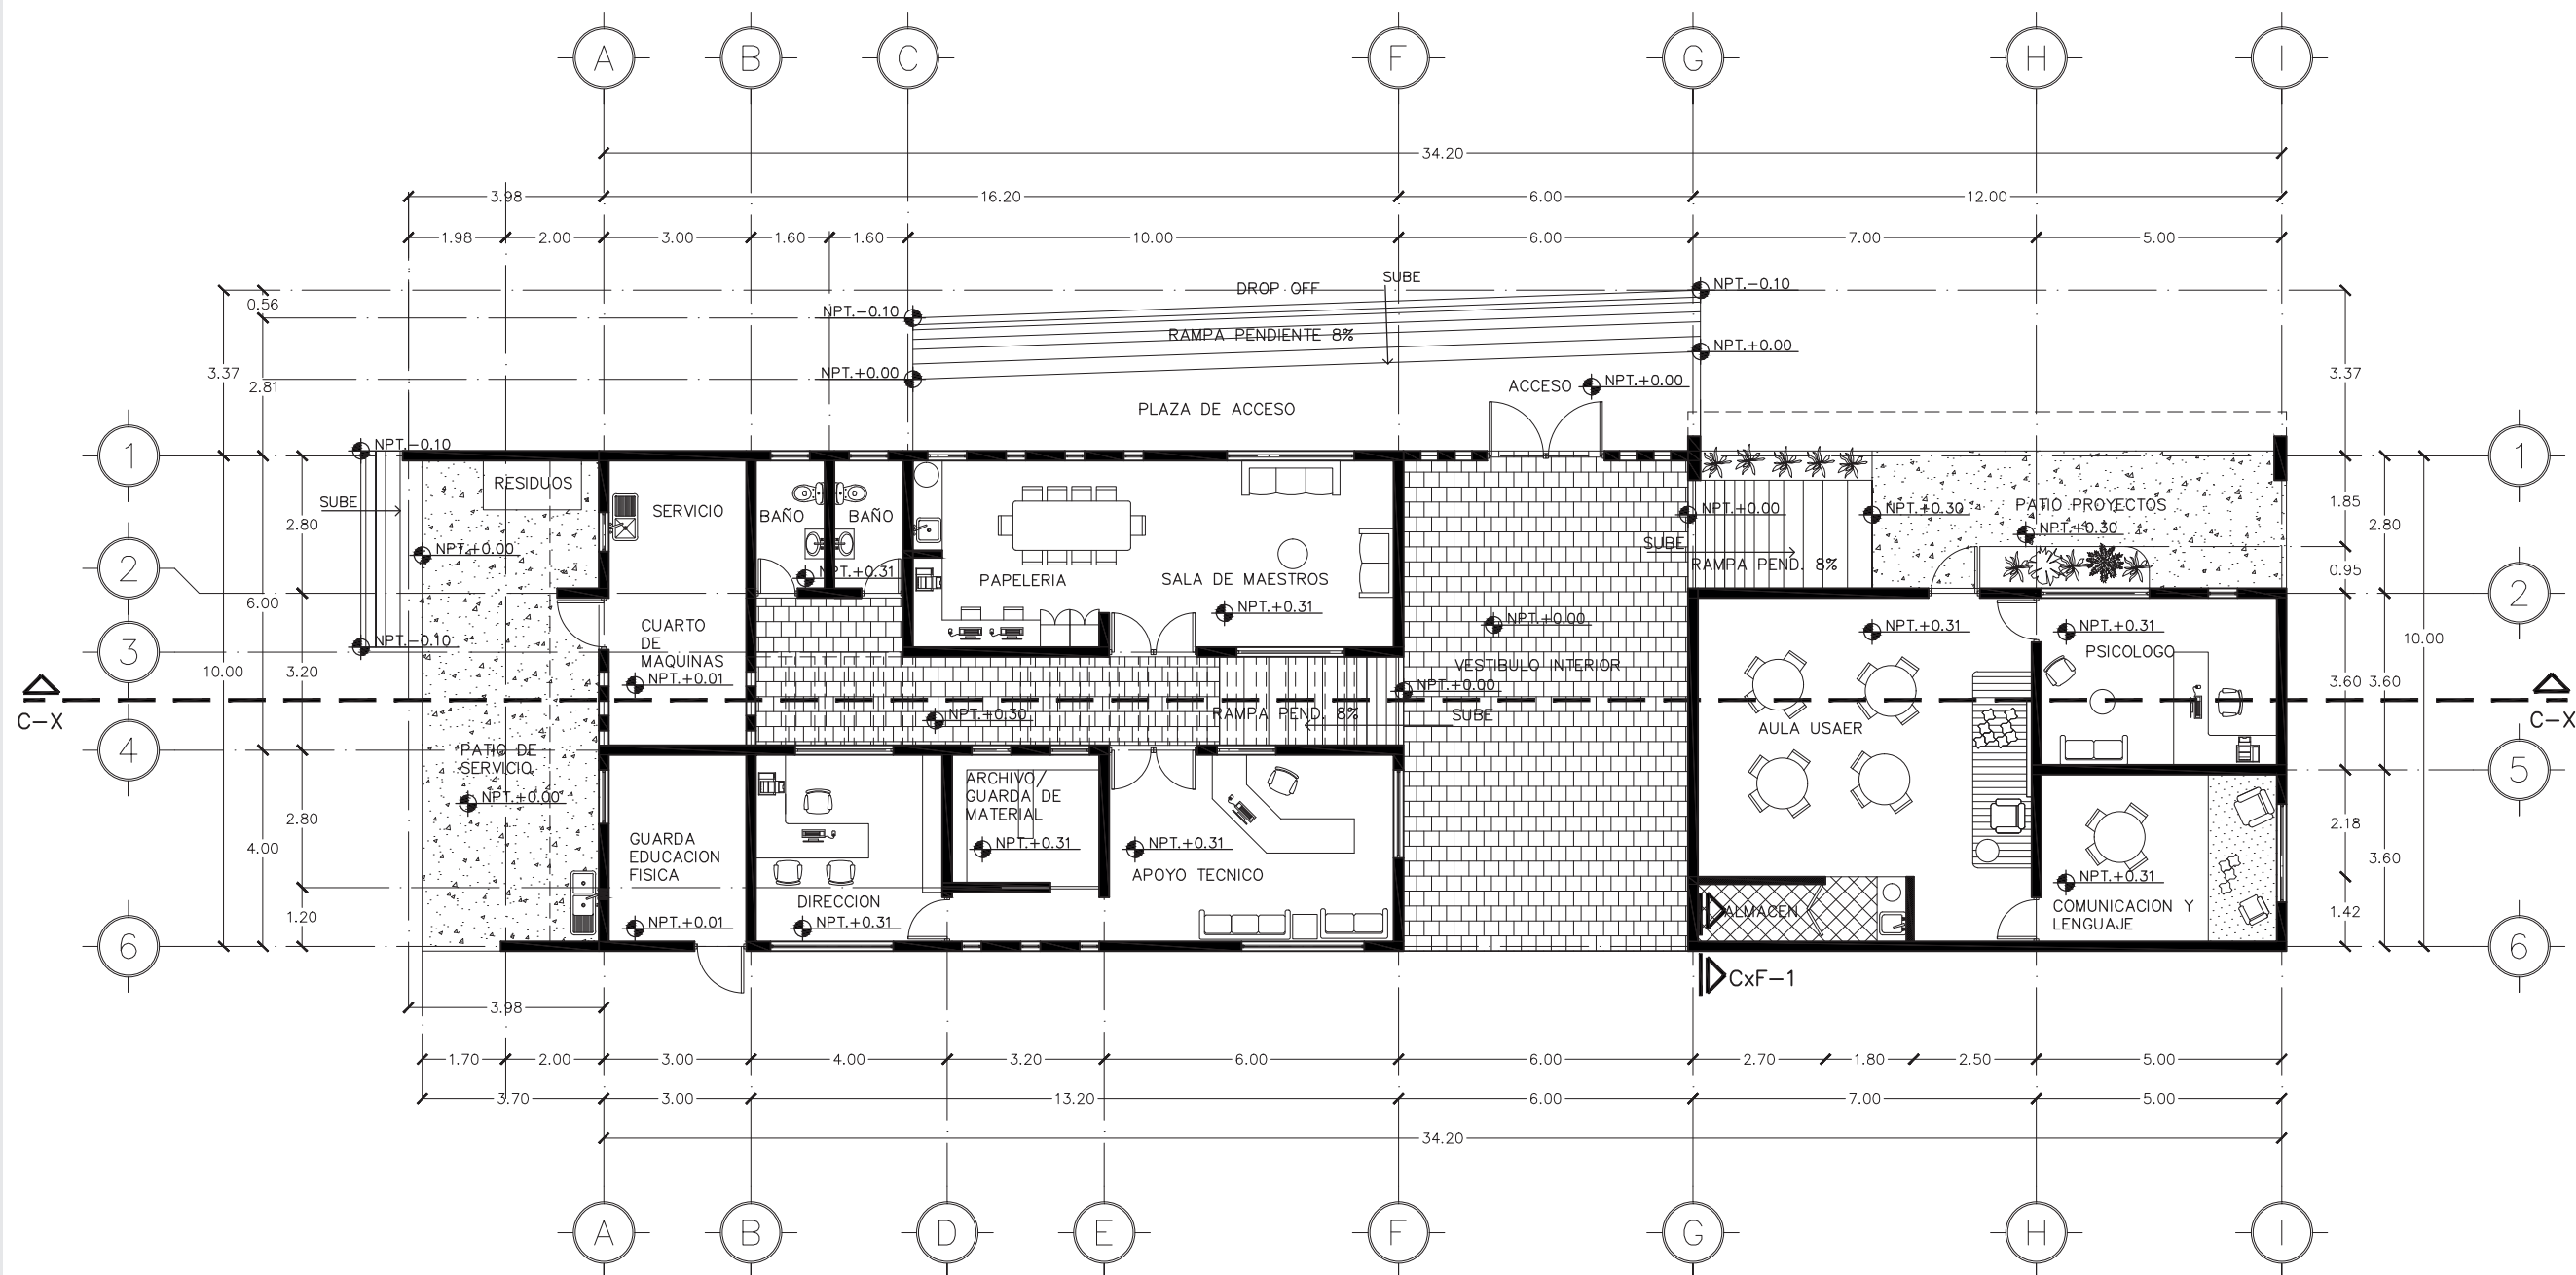 A B C F G H I
34.20
3.98 16.20 6.00 12.00
1.98 2.00 3.00 1.60 1.60 10.00 6.00 7.00 5.00
DROP OFF SUBE NPT.-0.10
0.56
NPT.-0.10
RAMPA PENDIENTE 8%
NPT.+0.00
3.37 2.81 NPT.+0.00 3.37
ACCESO NPT.+0.00
PLAZA DE ACCESO
1 NPT.-0.10 1
RESIDUOS
SUBE SERVICIO BAÑO BAÑO NPT.+0.00 NPT.+0.30 PATIO PROYECTOS 1.85
2.80 NPT.+0.30 2.80
NPT.+0.00 SUBE
2 NPT.+0.31 PAPELERIA SALA DE MAESTROS RAMPA PEND. 8% 0.95 2
6.00 NPT.+0.31
NPT.-0.10 CUARTO
DE
MAQUINAS
NPT.+0.00 NPT.+0.31 NPT.+0.31
10.00
3 PSICOLOGO
VESTIBULO INTERIOR
10.00 3.20 NPT.+0.01 NPT.+0.00 3.60 3.60
C-X NPT.+0.30 RAMPA PEND. 8% SUBE C-X
AULA USAER
4 PATIO DE
SERVICIO
5
ARCHIVO/
GUARDA DE
MATERIAL
NPT.+0.00
2.80 2.18
4.00 GUARDA
EDUCACION
FISICA
NPT.+0.31 NPT.+0.31 3.60
APOYO TECNICO
NPT.+0.31
DIRECCION
1.20 NPT.+0.01 NPT.+0.31 ALMACEN COMUNICACION Y
LENGUAJE
1.42
6 6
CxF-1
3.98
1.70 2.00 3.00 4.00 3.20 6.00 6.00 2.70 1.80 2.50 5.00
3.70 3.00 13.20 6.00 7.00 5.00
34.20
A B D E F G H I